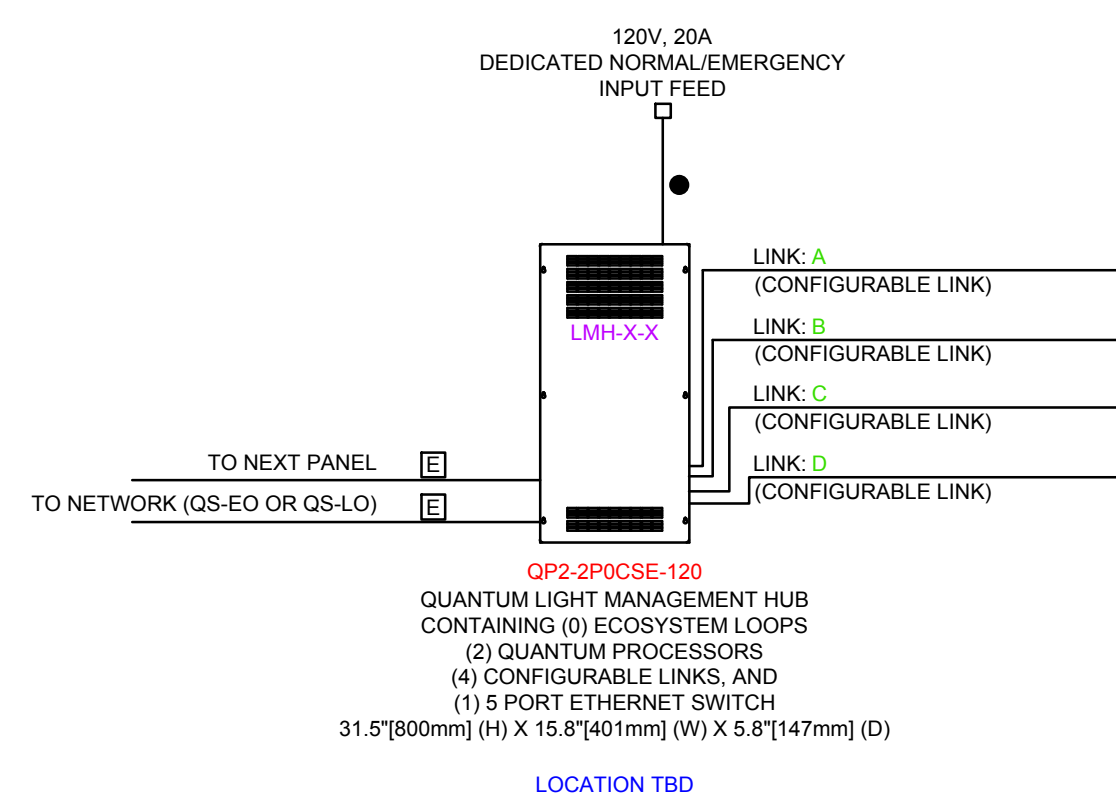 120V, 20A
DEDICATED NORMAL/EMERGENCY
INPUT FEED
LINK: A
(CONFIGURABLE LINK)
LMH-X-X
LINK: B
(CONFIGURABLE LINK)
LINK: C
(CONFIGURABLE LINK)
TO NEXT PANEL E
LINK: D
(CONFIGURABLE LINK)
TO NETWORK (QS-EO OR QS-LO) E
QP2-2P0CSE-120
QUANTUM LIGHT MANAGEMENT HUB
CONTAINING (0) ECOSYSTEM LOOPS
(2) QUANTUM PROCESSORS
(4) CONFIGURABLE LINKS, AND
(1) 5 PORT ETHERNET SWITCH
31.5"[800mm] (H) X 15.8"[401mm] (W) X 5.8"[147mm] (D)
LOCATION TBD